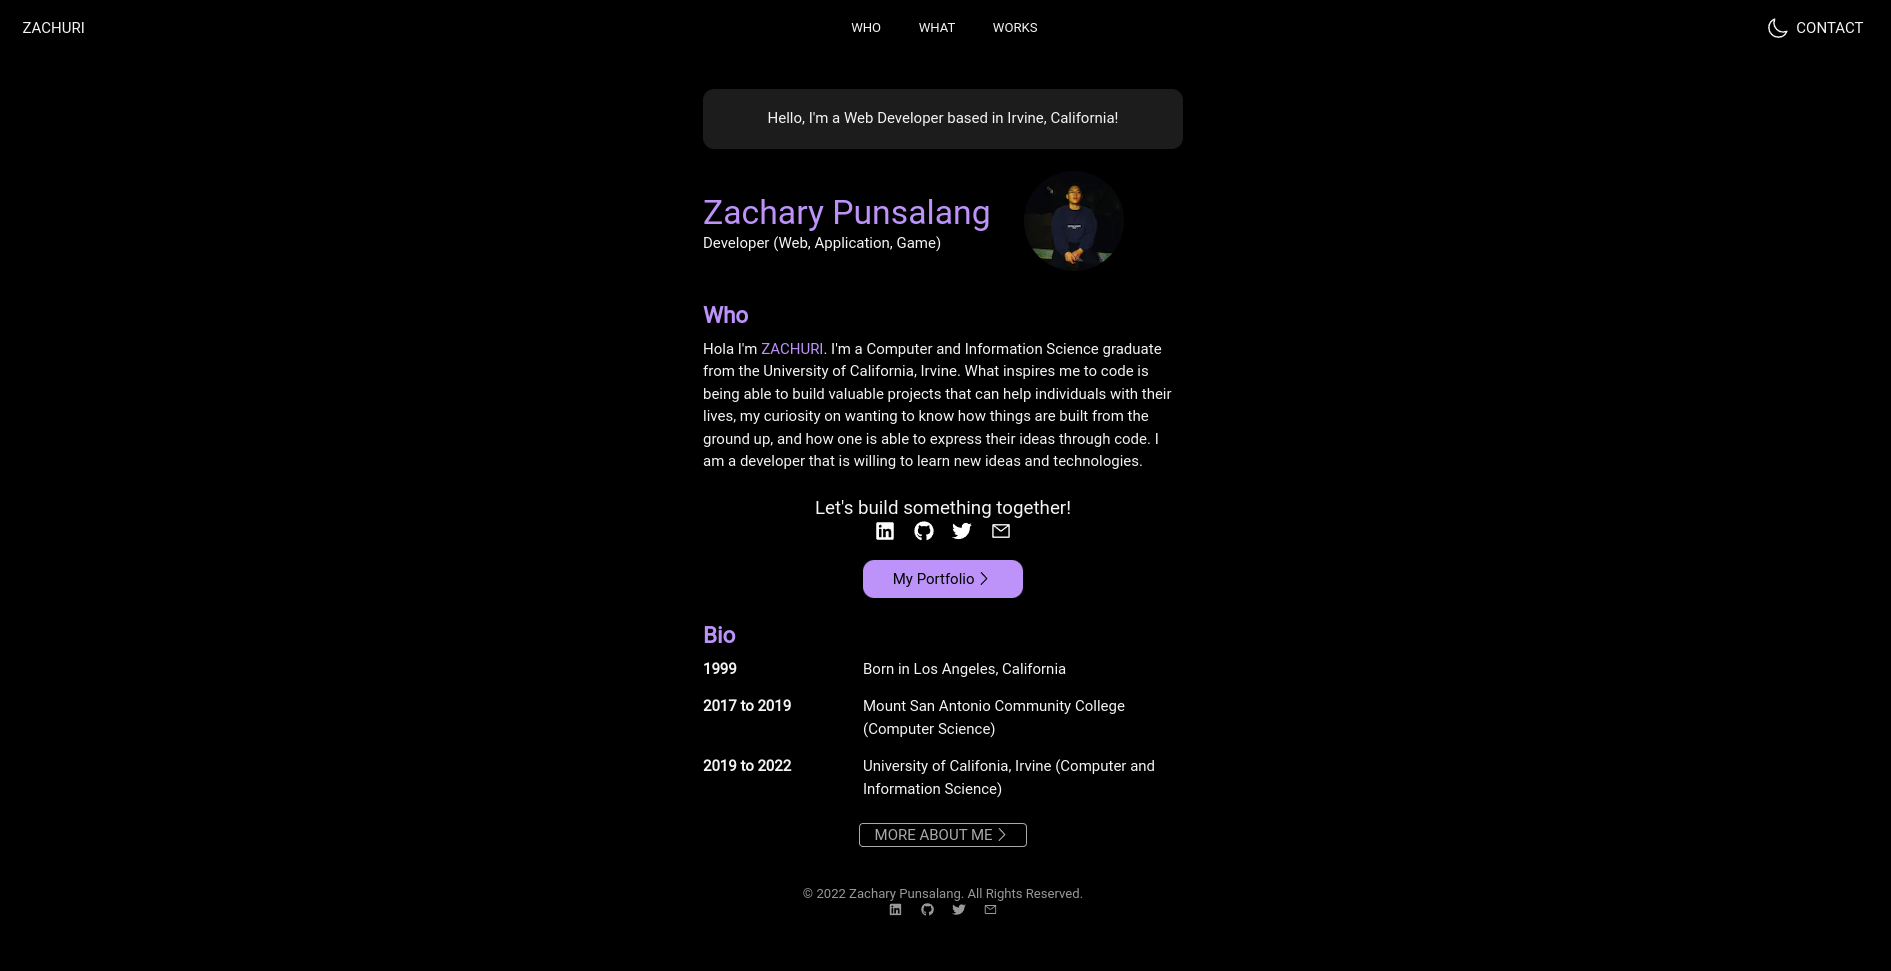 ZACHURI
WHO
WHAT
WORKS
CONTACT
Hello, I'm a Web Developer based in Irvine, California!
Zachary Punsalang
Developer (Web, Application, Game)
Who
Hola I'm ZACHURI. I'm a Computer and Information Science graduate
from the University of California, Irvine. What inspires me to code is
being able to build valuable projects that can help individuals with their
lives, my curiosity on wanting to know how things are built from the
ground up, and how one is able to express their ideas through code. I
am a developer that is willing to learn new ideas and technologies.
Let's build something together!
My Portfolio
Bio
1999
Born in Los Angeles, California
2017 to 2019
Mount San Antonio Community College
(Computer Science)
2019 to 2022
University of Califonia, Irvine (Computer and
Information Science)
MORE ABOUT ME
© 2022 Zachary Punsalang. All Rights Reserved.